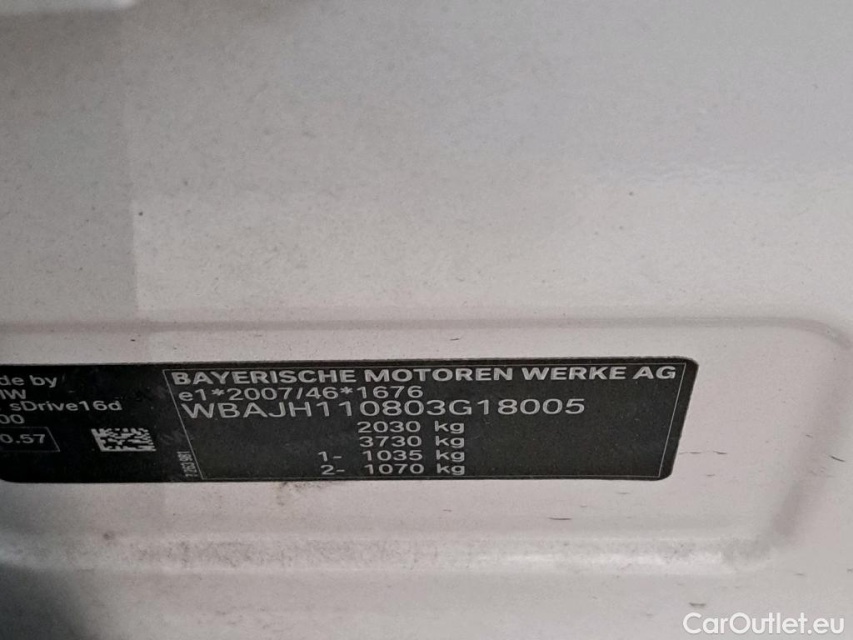 de by
BAYERISCHE MOTOREN WERKE AG
e1*2007/46*1676
sDrive16d
WBAJH110803G18005
00
2030 kg
0.57
3730 kg
1- 1035 kg
2- 1070 kg
CarOutlet.eu